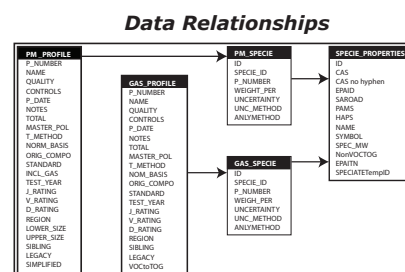 Data Relationships
PM_PROFILE
P_NUMBER
NAME
QUALITY
CONTROLS
P_DATE
NOTES
TOTAL
MASTER_POL
T_METHOD
NORM_BASIS
ORIG_COMPO
STANDARD
INCL_GAS
TEST_YEAR
J_RATING
V_RATING
D_RATING
REGION
LOWER_SIZE
UPPER_SIZE
SIBLING
LEGACY
SIMPLIFIED
GAS_PROFILE
P_NUMBER
NAME
QUALITY
CONTROLS
P_DATE
NOTES
TOTAL
MASTER_POL
T_METHOD
NOM_BASIS
ORIG_COMPO
STANDARD
TEST_YEAR
J_RATING
V_RATING
D_RATING
REGION
SIBLING
LEGACY
VOCtoTOG
PM_SPECIE
ID
SPECIE_ID
P_NUMBER
WEIGHT_PER
UNCERTAINTY
UNC_METHOD
ANLYMETHOD
GAS_SPECIE
ID
SPECIE_ID
P_NUMBER
WEIGH_PER
UNCERTAINTY
UNC_METHOD
ANLYMETHOD
SPECIE_PROPERTIES
ID
CAS
CAS no hyphen
EPAID
SAROAD
PAMS
HAPS
NAME
SYMBOL
SPEC_MW
NonVOCTOG
EPAITN
SPECIATETempID